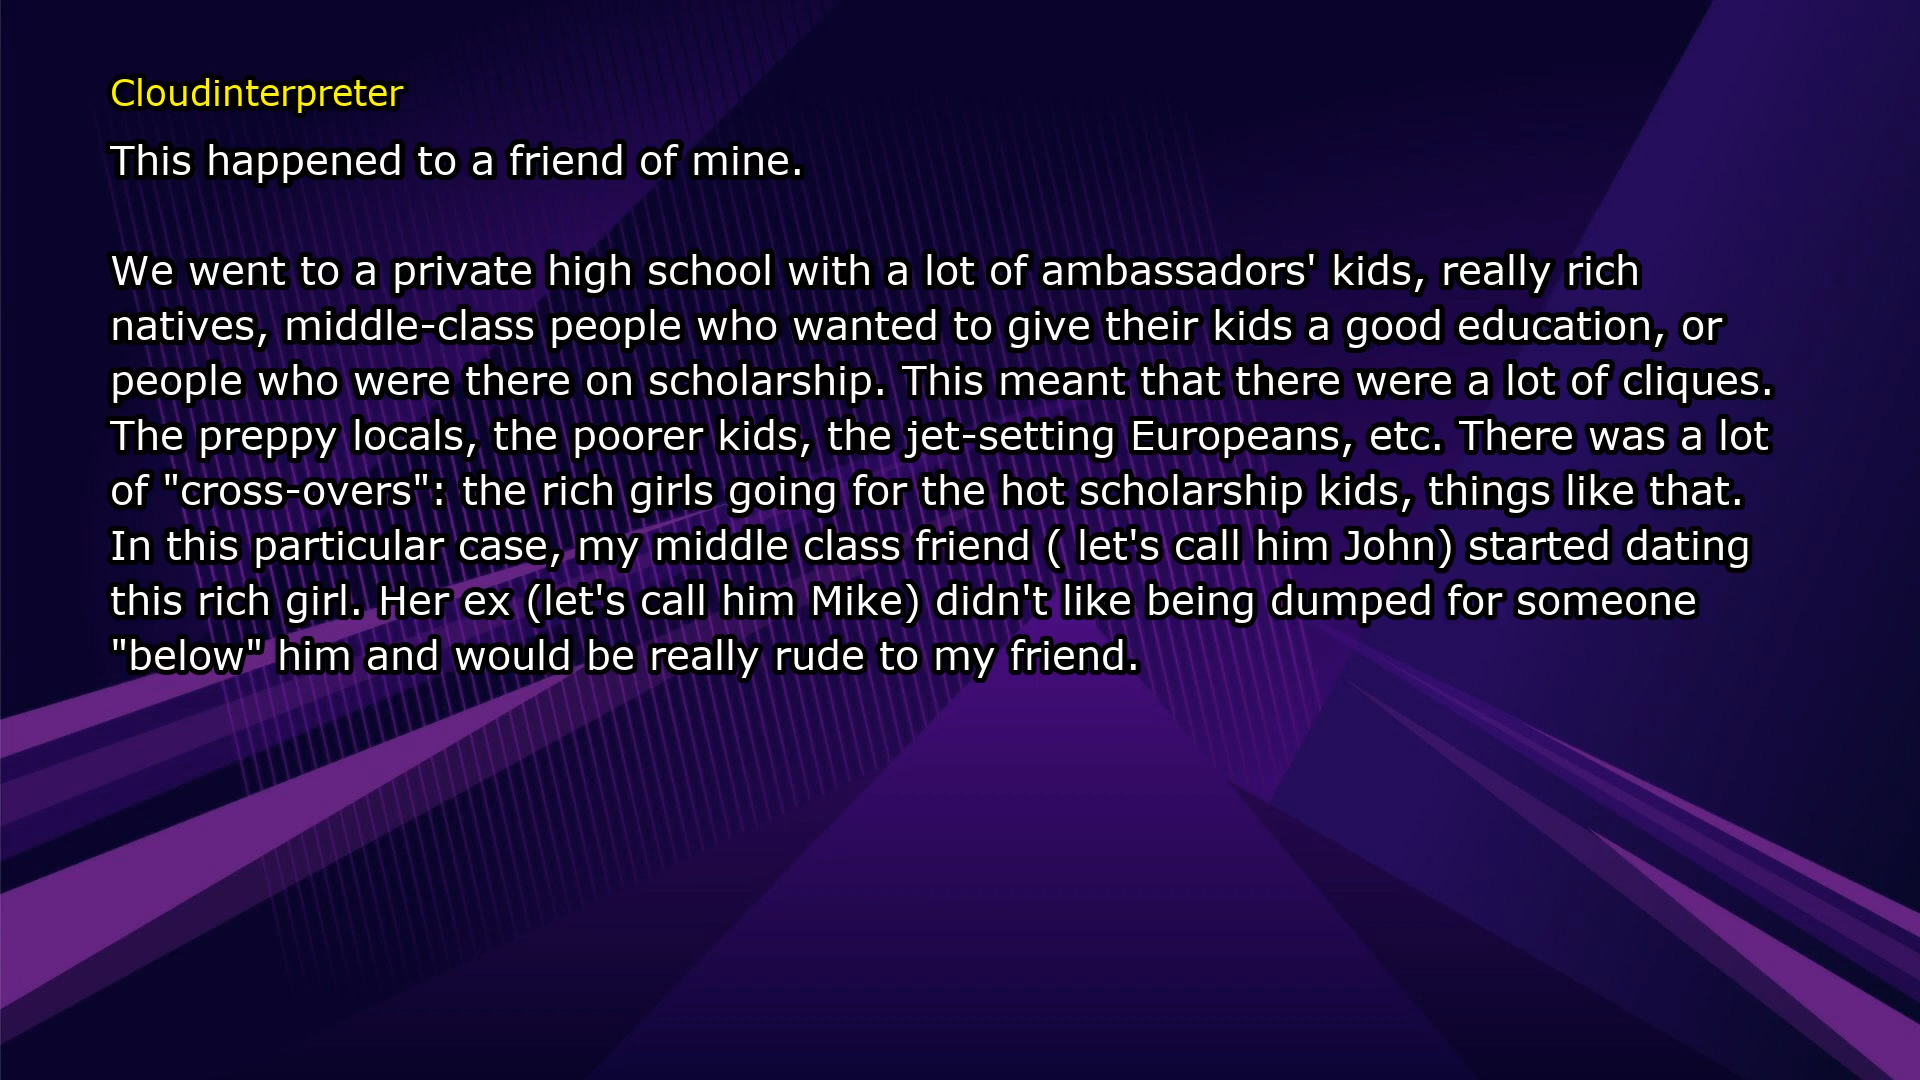 Cloudinterpreter
This happened to a friend of mine.
We went to a private high school with a lot of ambassadors' kids, really rich
natives, middle-class people who wanted to give their kids a good education, or
people who were there on scholarship. This meant that there were a lot of cliques.
The preppy locals, the poorer kids, the jet-setting Europeans, etc. There was a lot
of "cross-overs": the rich girls going for the hot scholarship kids, things like that.
In this particular case, my middle class friend ( let's call him John) started dating
this rich girl. Her ex (let's call him Mike) didn't like being dumped for someone
"below" him and would be really rude to my friend.